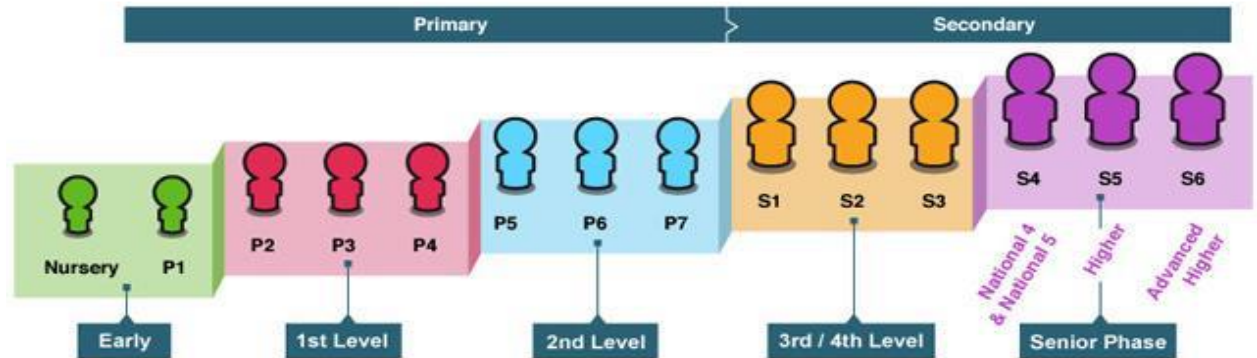 Primary
Secondary
Nursery
P1
P2
P3
P4
P5
P6
P7
S1
S2
S3
S4
S5
S6
National 4
& National 5
Higher
Advanced
Higher
Early
1st Level
2nd Level
3rd / 4th Level
Senior Phase